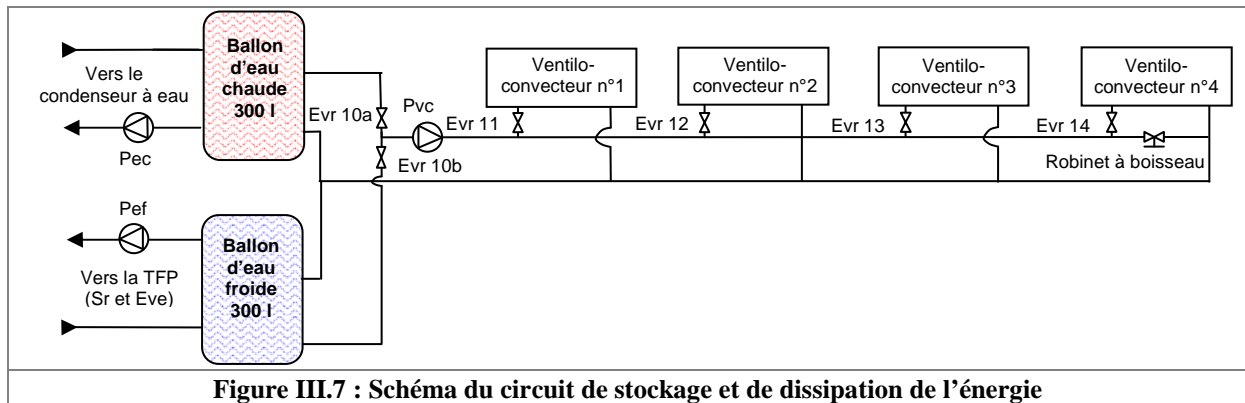 Ballon
d'eau
chaude
300 l
Vers le
condenseur à eau
Pec
Evr 10a
Evr 10b
Pvc
Ventilo-
convecteur n°1
Ventilo-
convecteur n°2
Ventilo-
convecteur n°3
Ventilo-
convecteur n°4
Evr 11
Evr 12
Evr 13
Evr 14
Robinet à boisseau
Pef
Vers la TFP
(Sr et Eve)
Ballon
d'eau
froide
300 l
Figure III.7 : Schéma du circuit de stockage et de dissipation de l'énergie